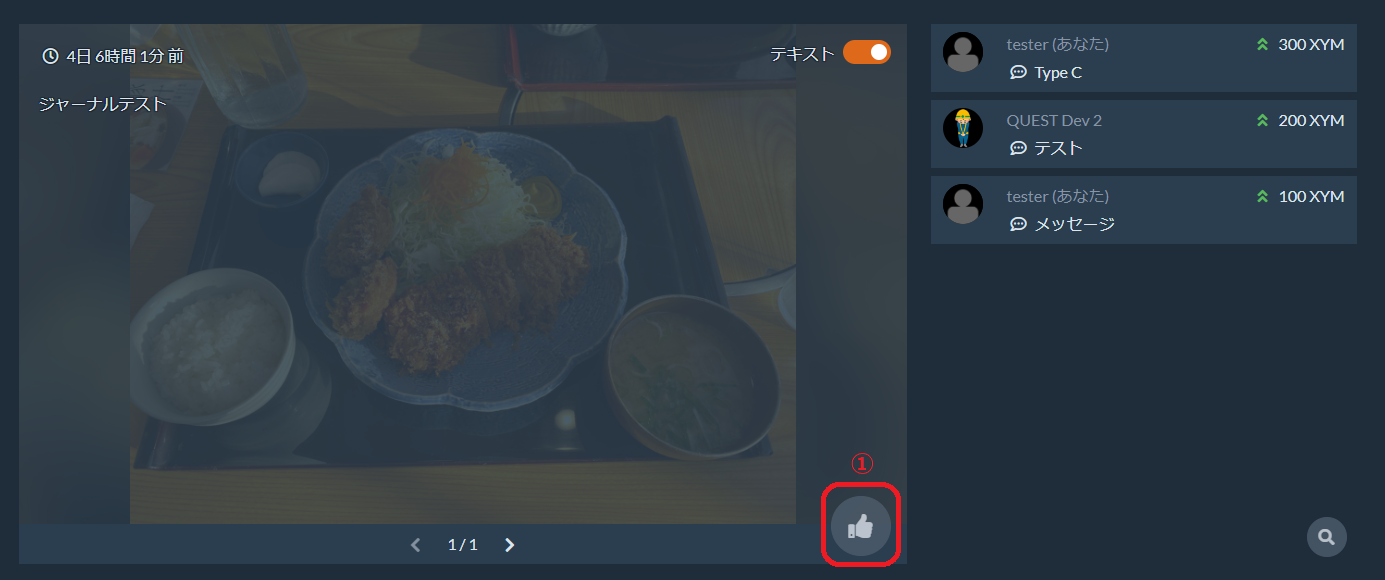 4日 6時間 1分 前
テキスト
ジャーナルテスト
①
1 / 1
tester (あなた)
300 XYM
Type C
QUEST Dev 2
200 XYM
テスト
tester (あなた)
100 XYM
メッセージ